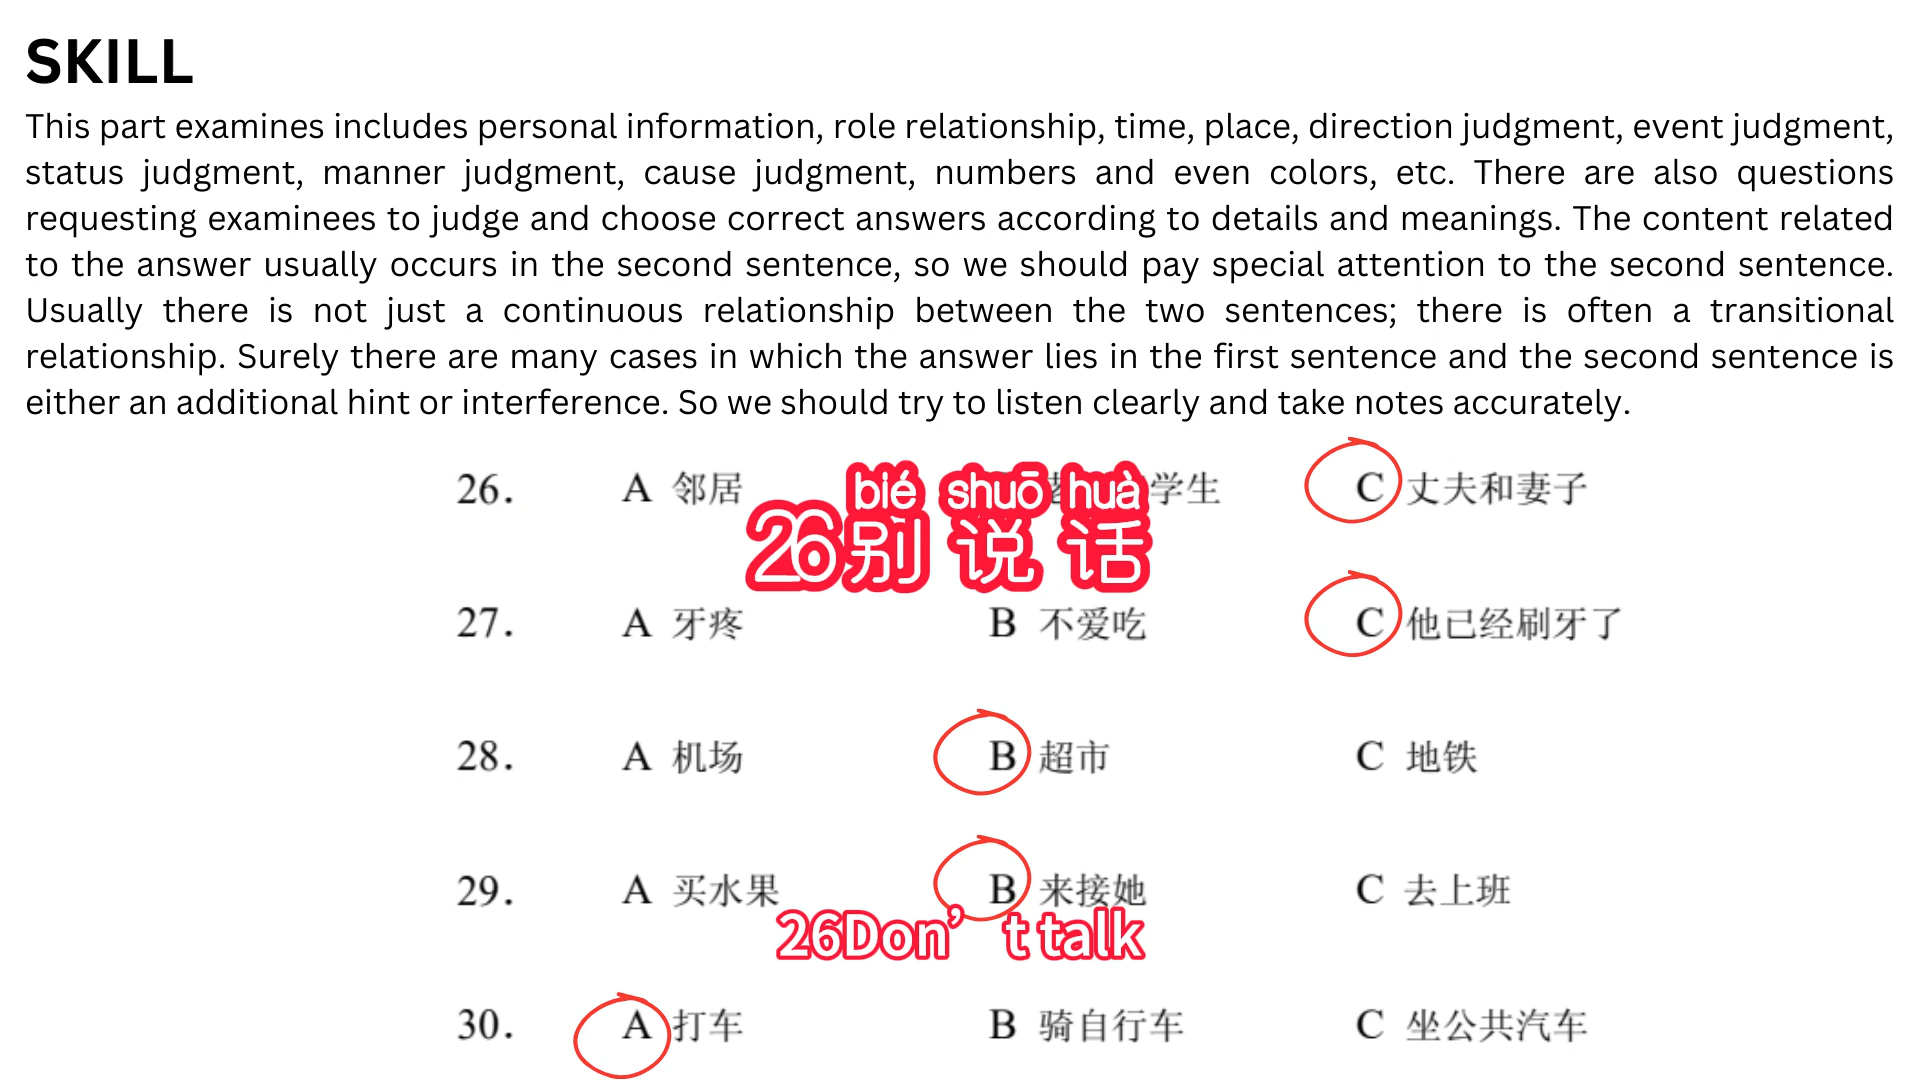 SKILL
This part examines includes personal information, role relationship, time, place, direction judgment, event judgment,
status judgment, manner judgment, cause judgment, numbers and even colors, etc. There are also questions
requesting examinees to judge and choose correct answers according to details and meanings. The content related
to the answer usually occurs in the second sentence, so we should pay special attention to the second sentence.
Usually there is not just a continuous relationship between the two sentences; there is often a transitional
relationship. Surely there are many cases in which the answer lies in the first sentence and the second sentence is
either an additional hint or interference. So we should try to listen clearly and take notes accurately.
26. A 邻居 学生 C 丈夫和妻子
bié shuō huà
26别说话
27. A 牙疼 B 不爱吃 C 他已经刷牙了
28. A 机场 B 超市 C 地铁
29. A 买水果 B 来接她 C 去上班
26Don’t talk
30. A 打车 B 骑自行车 C 坐公共汽车